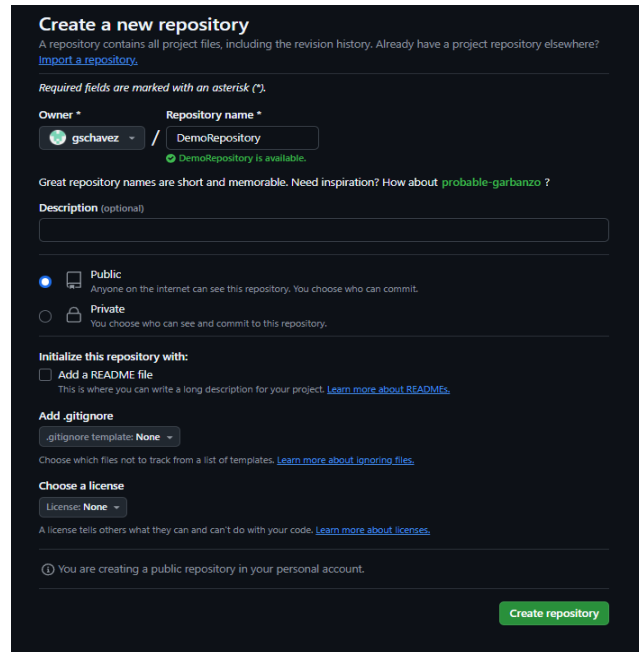 Create a new repository
A repository contains all project files, including the revision history. Already have a project repository elsewhere?
Import a repository.
Required fields are marked with an asterisk (*).
Owner * Repository name *
gschavez / DemoRepository
DemoRepository is available.
Great repository names are short and memorable. Need inspiration? How about probable-garbanzo ?
Description (optional)
Public
Anyone on the internet can see this repository. You choose who can commit.
Private
You choose who can see and commit to this repository.
Initialize this repository with:
Add a README file
This is where you can write a long description for your project. Learn more about READMEs.
Add .gitignore
.gitignore template: None
Choose which files not to track from a list of templates. Learn more about ignoring files.
Choose a license
License: None
A license tells others what they can and can't do with your code. Learn more about licenses.
You are creating a public repository in your personal account.
Create repository